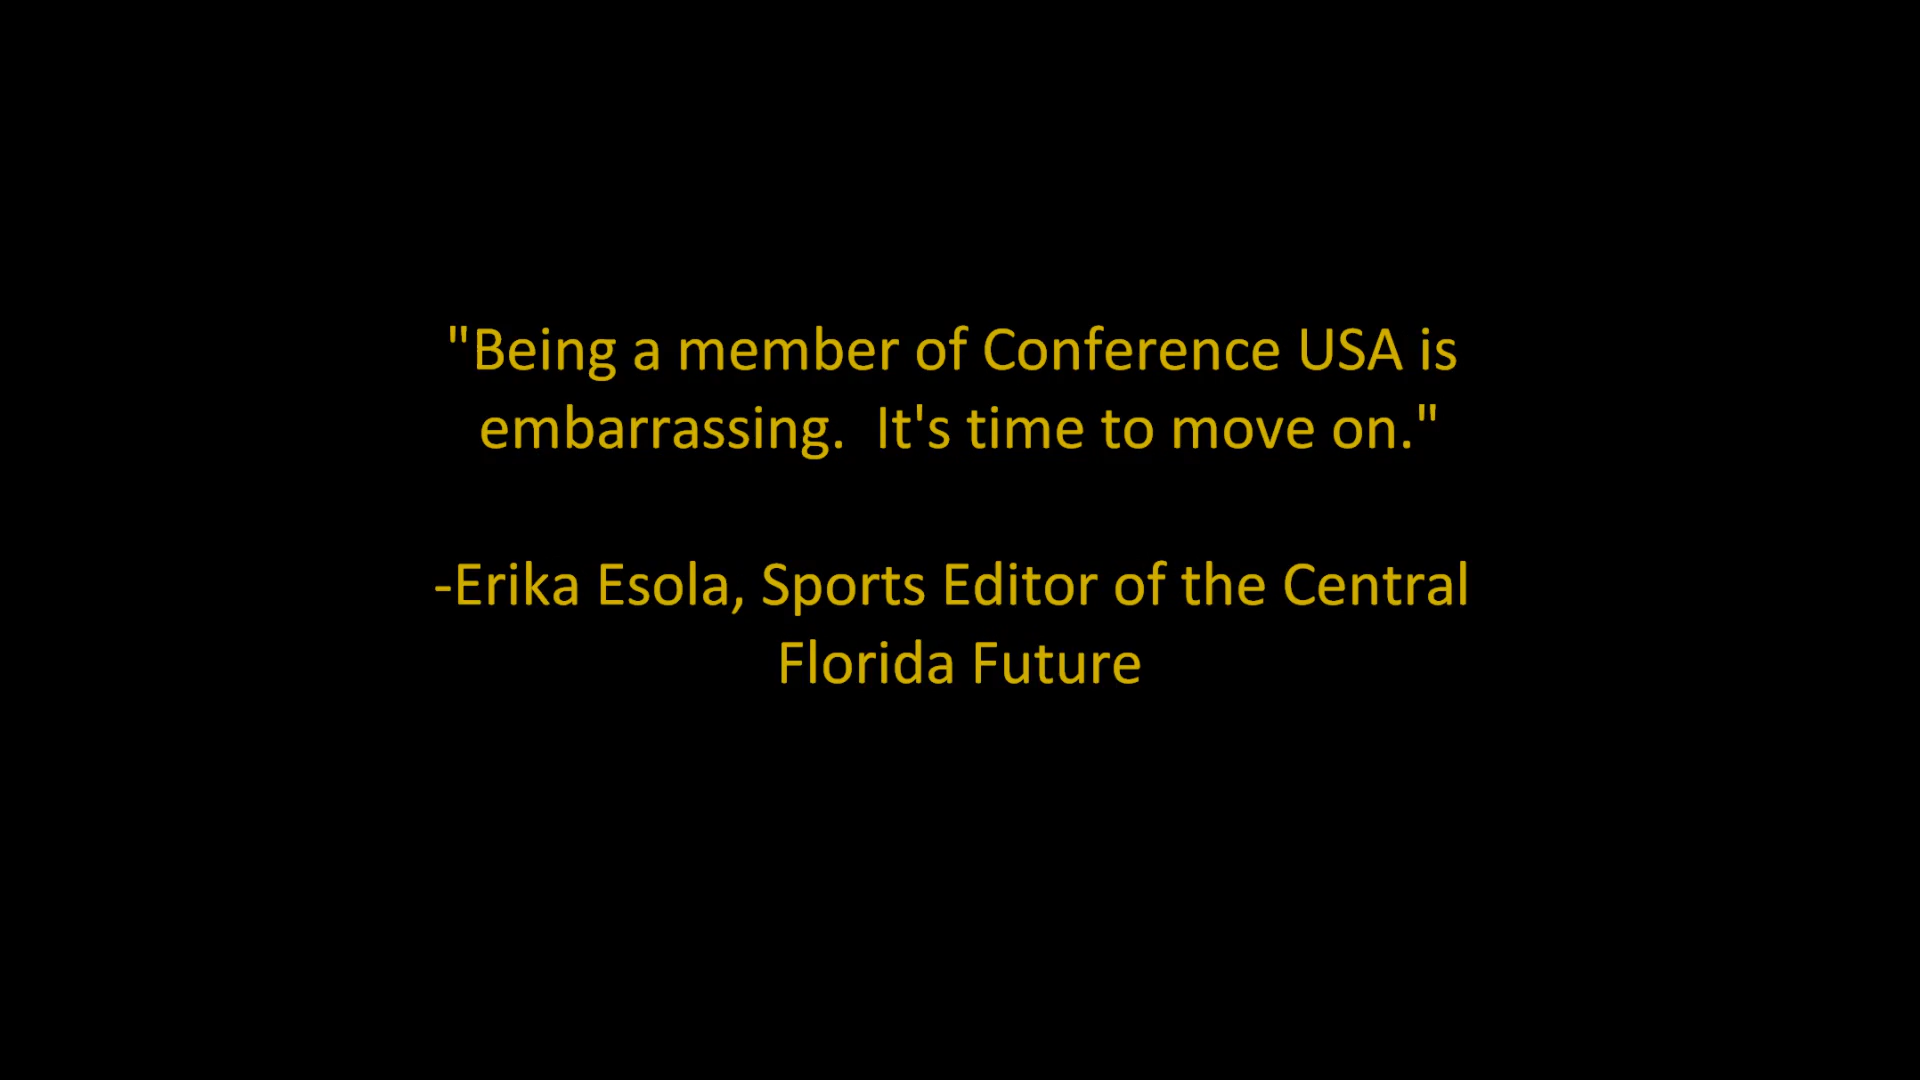 "Being a member of Conference USA is
embarrassing.  It's time to move on."
-Erika Esola, Sports Editor of the Central
Florida Future